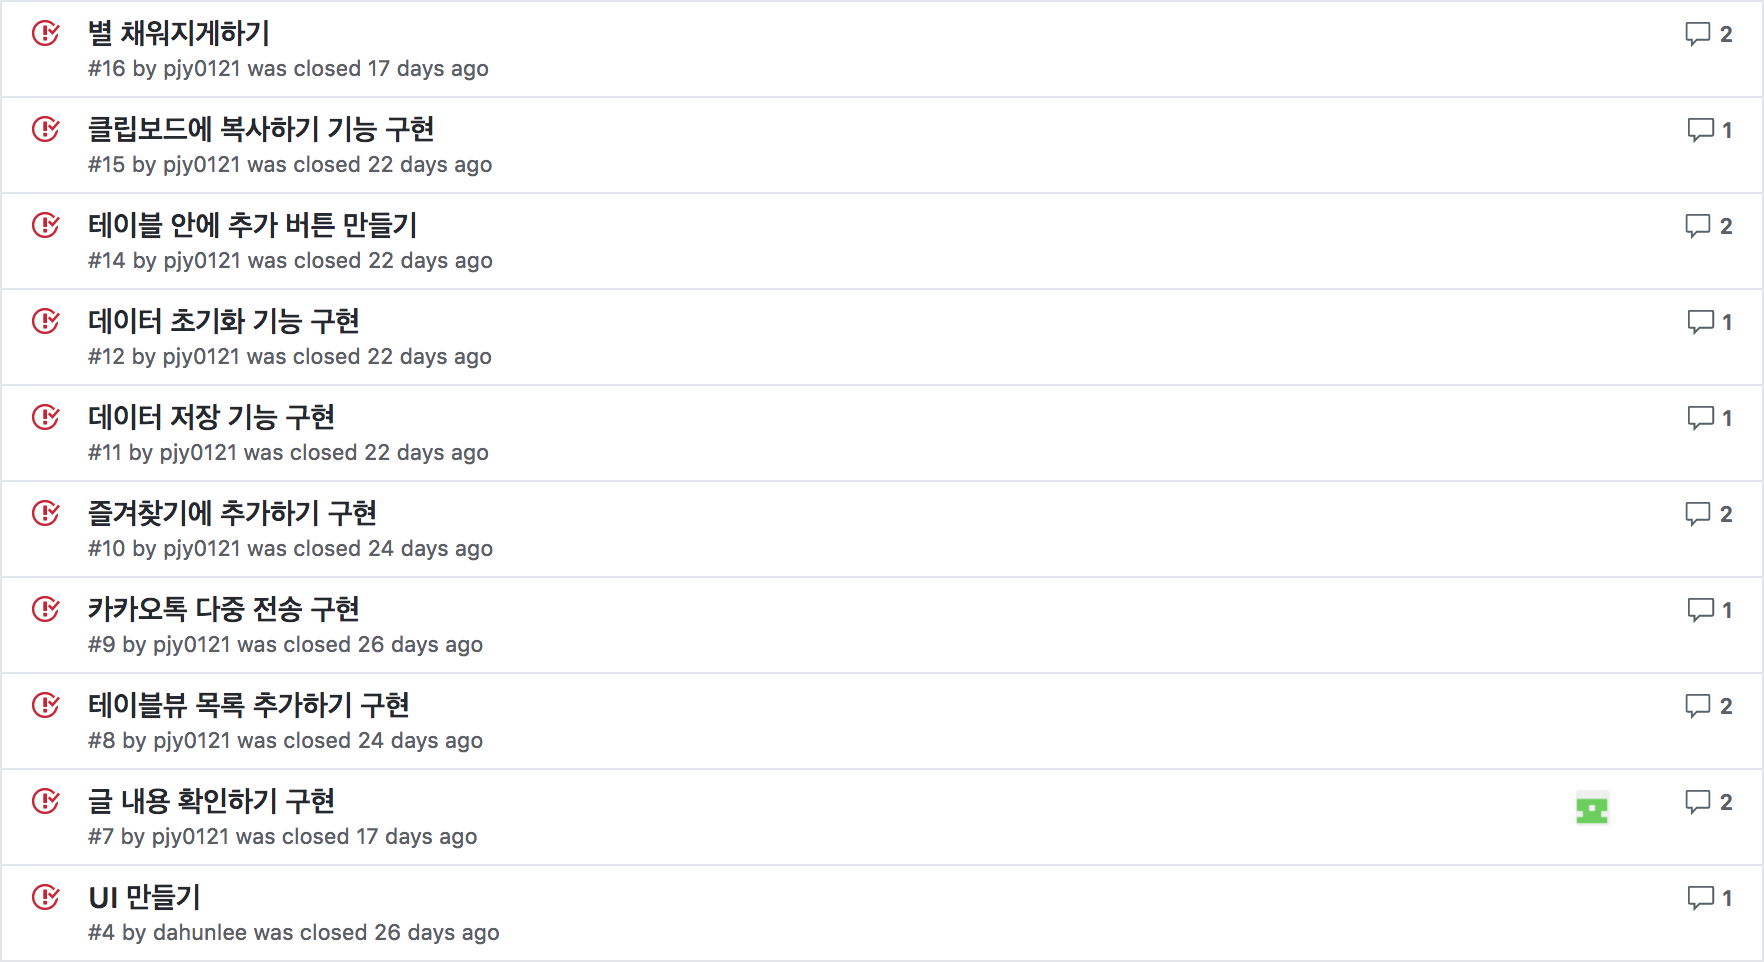 별 채워지게하기
2
#16 by pjy0121 was closed 17 days ago
클립보드에 복사하기 기능 구현
1
#15 by pjy0121 was closed 22 days ago
테이블 안에 추가 버튼 만들기
2
#14 by pjy0121 was closed 22 days ago
데이터 초기화 기능 구현
1
#12 by pjy0121 was closed 22 days ago
데이터 저장 기능 구현
1
#11 by pjy0121 was closed 22 days ago
즐겨찾기에 추가하기 구현
2
#10 by pjy0121 was closed 24 days ago
카카오톡 다중 전송 구현
1
#9 by pjy0121 was closed 26 days ago
테이블뷰 목록 추가하기 구현
2
#8 by pjy0121 was closed 24 days ago
글 내용 확인하기 구현
2
#7 by pjy0121 was closed 17 days ago
UI 만들기
1
#4 by dahunlee was closed 26 days ago